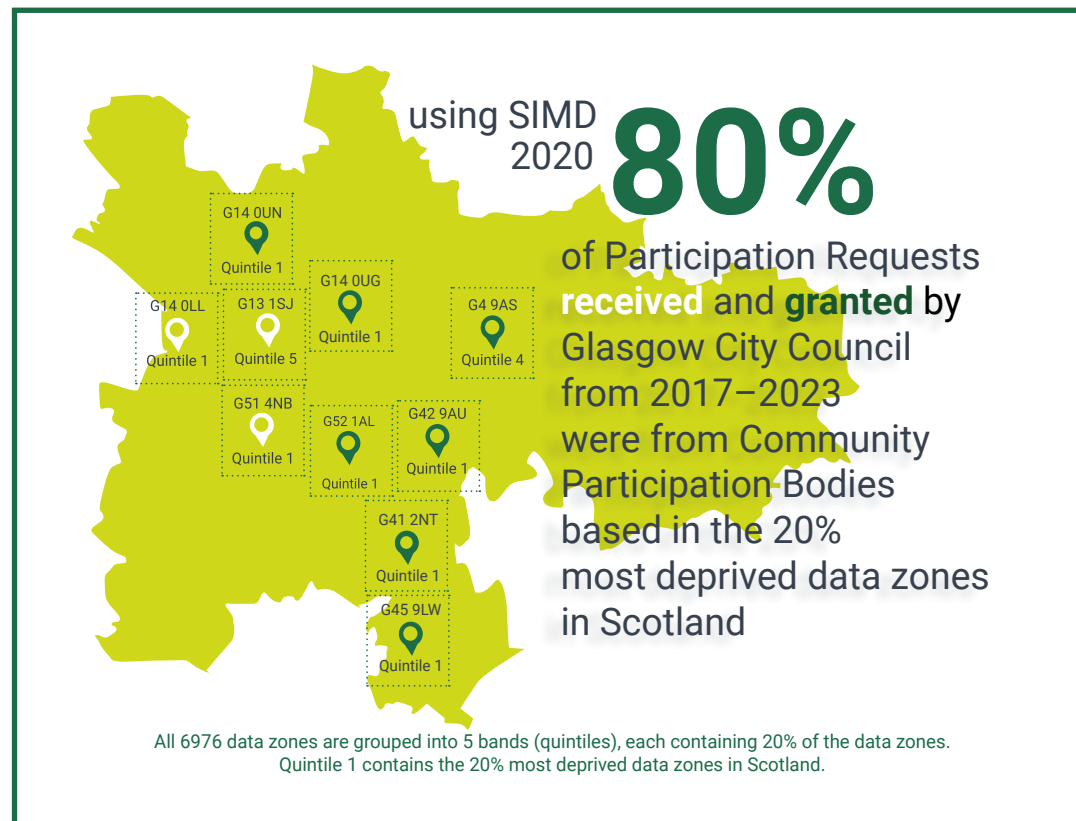 using SIMD
2020
80%
of Participation Requests
received and granted by
Glasgow City Council
from 2017–2023
were from Community
Participation Bodies
based in the 20%
most deprived data zones
in Scotland
G14 0UN
Quintile 1
G14 0UG
Quintile 1
G4 9AS
Quintile 4
G14 0LL
Quintile 1
G13 1SJ
Quintile 5
G51 4NB
Quintile 1
G52 1AL
Quintile 1
G42 9AU
Quintile 1
G41 2NT
Quintile 1
G45 9LW
Quintile 1
All 6976 data zones are grouped into 5 bands (quintiles), each containing 20% of the data zones.
Quintile 1 contains the 20% most deprived data zones in Scotland.